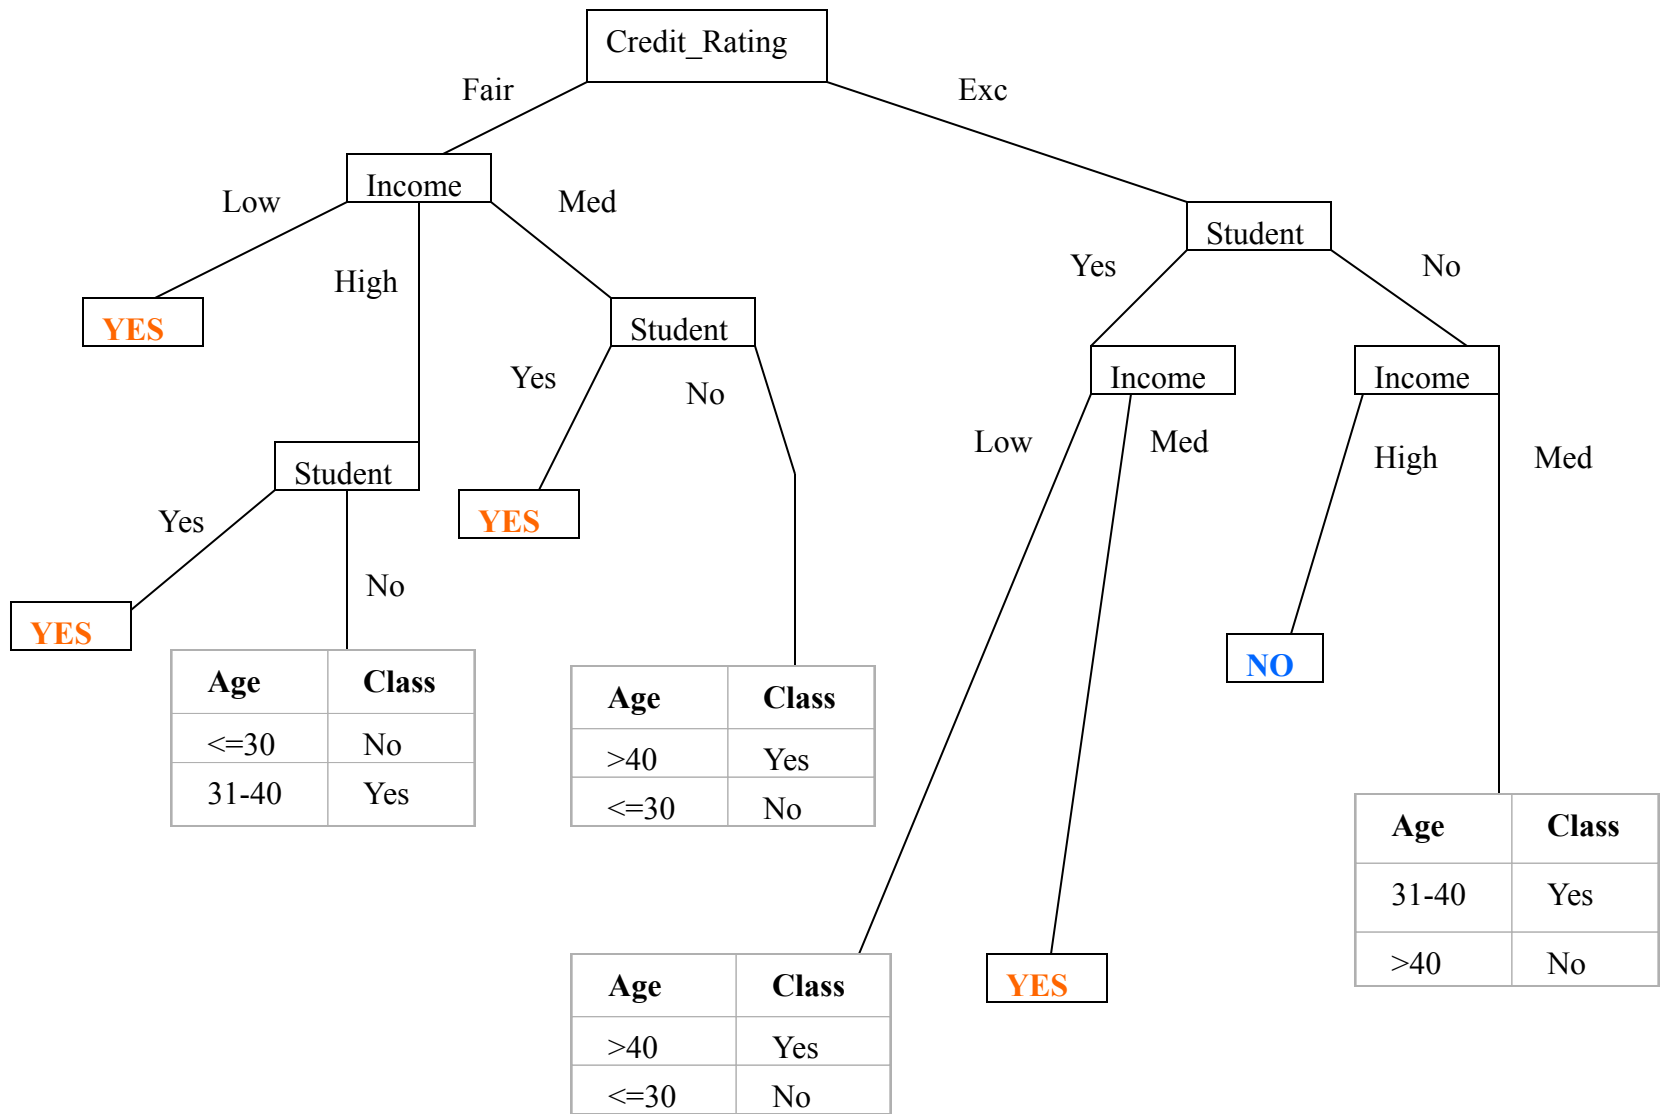 Credit_Rating
Fair
Exc
Income
Low
Med
Student
Yes
No
High
YES
Student
Income
Income
Yes
No
Low
Med
High
Med
Student
YES
Yes
No
YES
NO
Age Class
<=30 No
31-40 Yes
Age Class
>40 Yes
<=30 No
Age Class
31-40 Yes
>40 No
Age Class
>40 Yes
<=30 No
YES